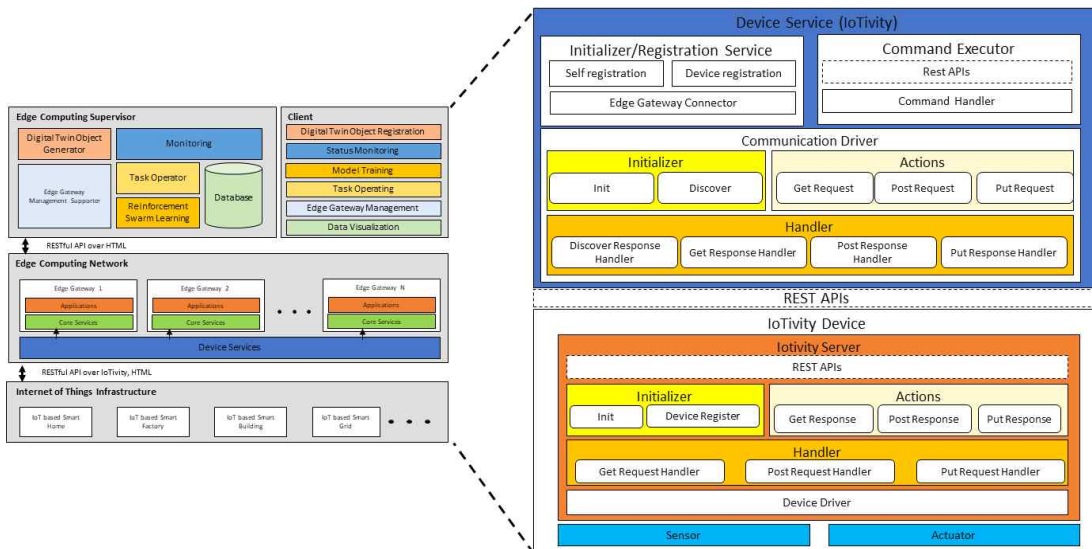 Edge Computing Supervisor
Digital Twin Object
Generator
Monitoring
Edge Gateway
Management Supporter
Task Operator
Reinforcement
Swarm Learning
Database
Client
Digital Twin Object Registration
Status Monitoring
Model Training
Task Operating
Edge Gateway Management
Data Visualization
RESTful API over HTML
Edge Computing Network
Edge Gateway 1
Applications
Core Services
Edge Gateway 2
Applications
Core Services
Edge Gateway N
Applications
Core Services
Device Services
RESTful API over IoTivity, HTML
Internet of Things Infrastructure
IoT based Smart
Home
IoT based Smart
Factory
IoT based Smart
Building
IoT based Smart
Grid
Device Service (IoTivity)
Initializer/Registration Service
Self registration
Device registration
Edge Gateway Connector
Command Executor
Rest APIs
Command Handler
Communication Driver
Initializer
Init
Discover
Actions
Get Request
Post Request
Put Request
Handler
Discover Response
Handler
Get Response Handler
Post Response
Handler
Put Response Handler
REST APIs
IoTivity Device
Iotivity Server
REST APIs
Initializer
Init
Device Register
Actions
Get Response
Post Response
Put Response
Handler
Get Request Handler
Post Request Handler
Put Request Handler
Device Driver
Sensor
Actuator